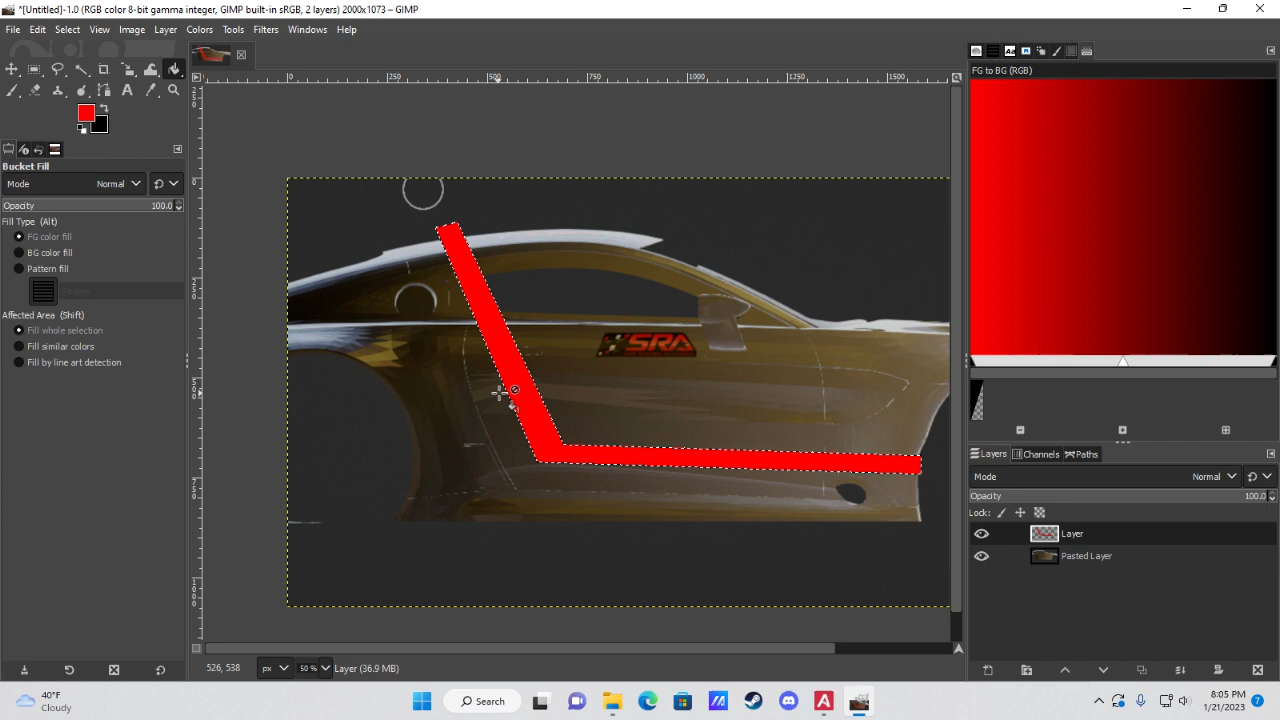 *[Untitled]-1.0 (RGB color 8-bit gamma integer, GIMP built-in sRGB, 2 layers) 2000x1073 – GIMP
File Edit Select View Image Layer Colors Tools Filters Windows Help
0 250 500 750 1000 1250 1500
FG to BG (RGB)
Bucket Fill
Mode Normal
Opacity 100.0
Fill Type (Alt)
FG color fill
BG color fill
Pattern fill
Affected Area (Shift)
Fill whole selection
Fill similar colors
Fill by line art detection
SRA
Layers Channels Paths
Mode Normal
Opacity 100.0
Lock:
Layer
Pasted Layer
526, 538 px 50 % Layer (36.9 MB)
40°F
Cloudy
Search
8:05 PM
1/21/2023
7